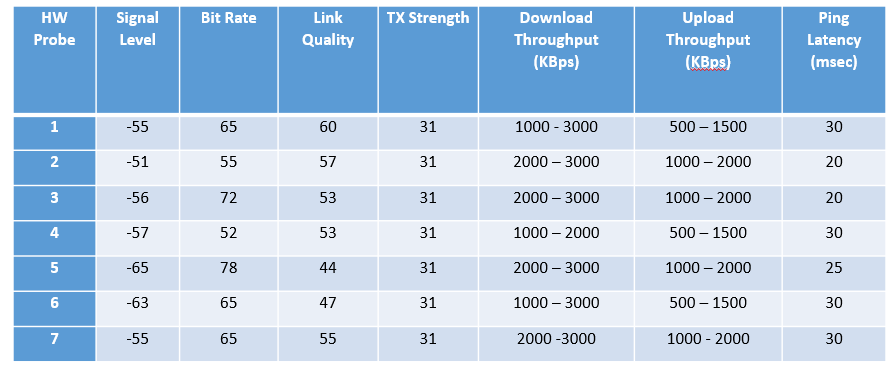 HW Probe Signal Level Bit Rate Link Quality TX Strength Download Throughput (KBps) Upload Throughput (KBps) Ping Latency (msec)
1 -55 65 60 31 1000 - 3000 500 – 1500 30
2 -51 55 57 31 2000 – 3000 1000 – 2000 20
3 -56 72 53 31 2000 – 3000 1000 – 2000 20
4 -57 52 53 31 1000 – 2000 500 – 1500 30
5 -65 78 44 31 2000 – 3000 1000 – 2000 25
6 -63 65 47 31 1000 – 3000 500 – 1500 30
7 -55 65 55 31 2000 -3000 1000 - 2000 30